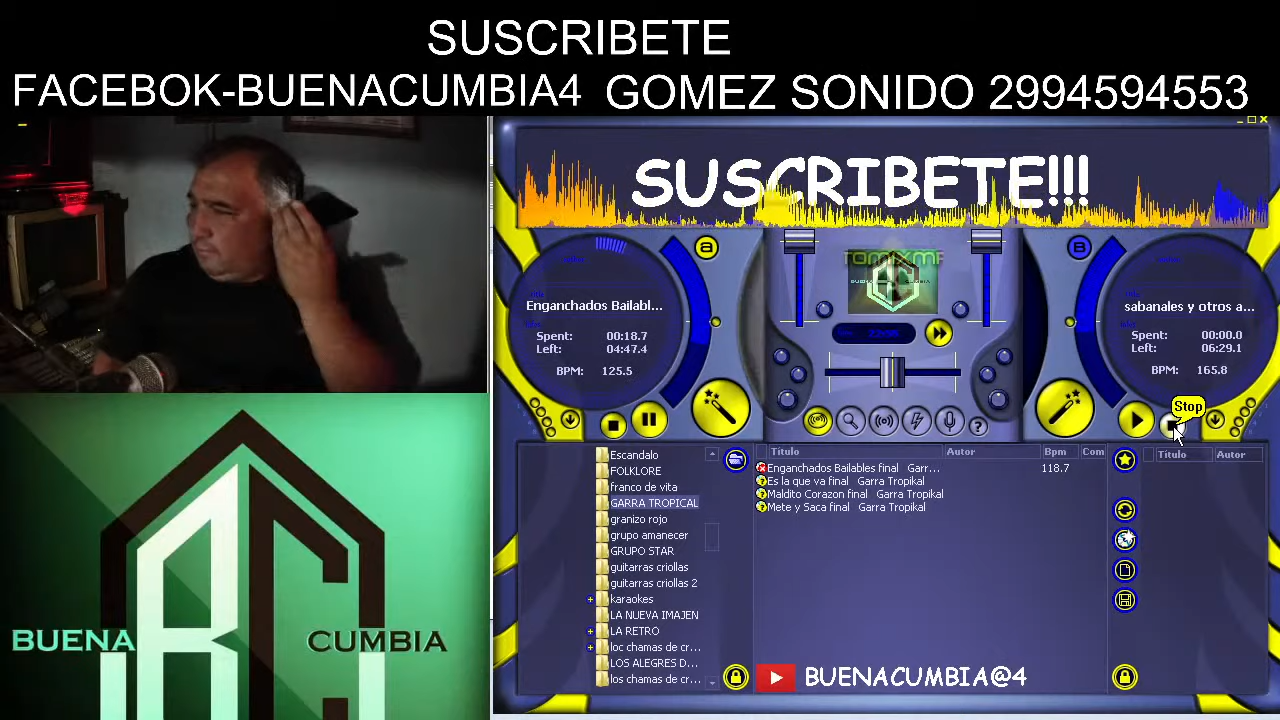 SUSCRIBETE
FACEBOK-BUENACUMBIA4 GOMEZ SONIDO 2994594553
SUSCRIBETE!!!
a
B
Enganchados Bailabl...
Spent: 00:18.7
Left: 04:47.4
BPM: 125.5
sabanales y otros a...
Spent: 00:00.0
Left: 06:29.1
BPM: 165.8
Stop
?
Escandalo
FOLKLORE
franco de vita
GARRA TROPICAL
granizo rojo
grupo amanecer
GRUPO STAR
guitarras criollas
guitarras criollas 2
karaokes
LA NUEVA IMAJEN
LA RETRO
loc chamas de cr...
LOS ALEGRES D...
los chamas de cr...
Título Autor Bpm Com
Enganchados Bailables final Garr... 118.7
Es la que va final Garra Tropikal
Maldito Corazon final Garra Tropikal
Mete y Saca final Garra Tropikal
Título Autor
BUENA CUMBIA
BUENACUMBIA@4